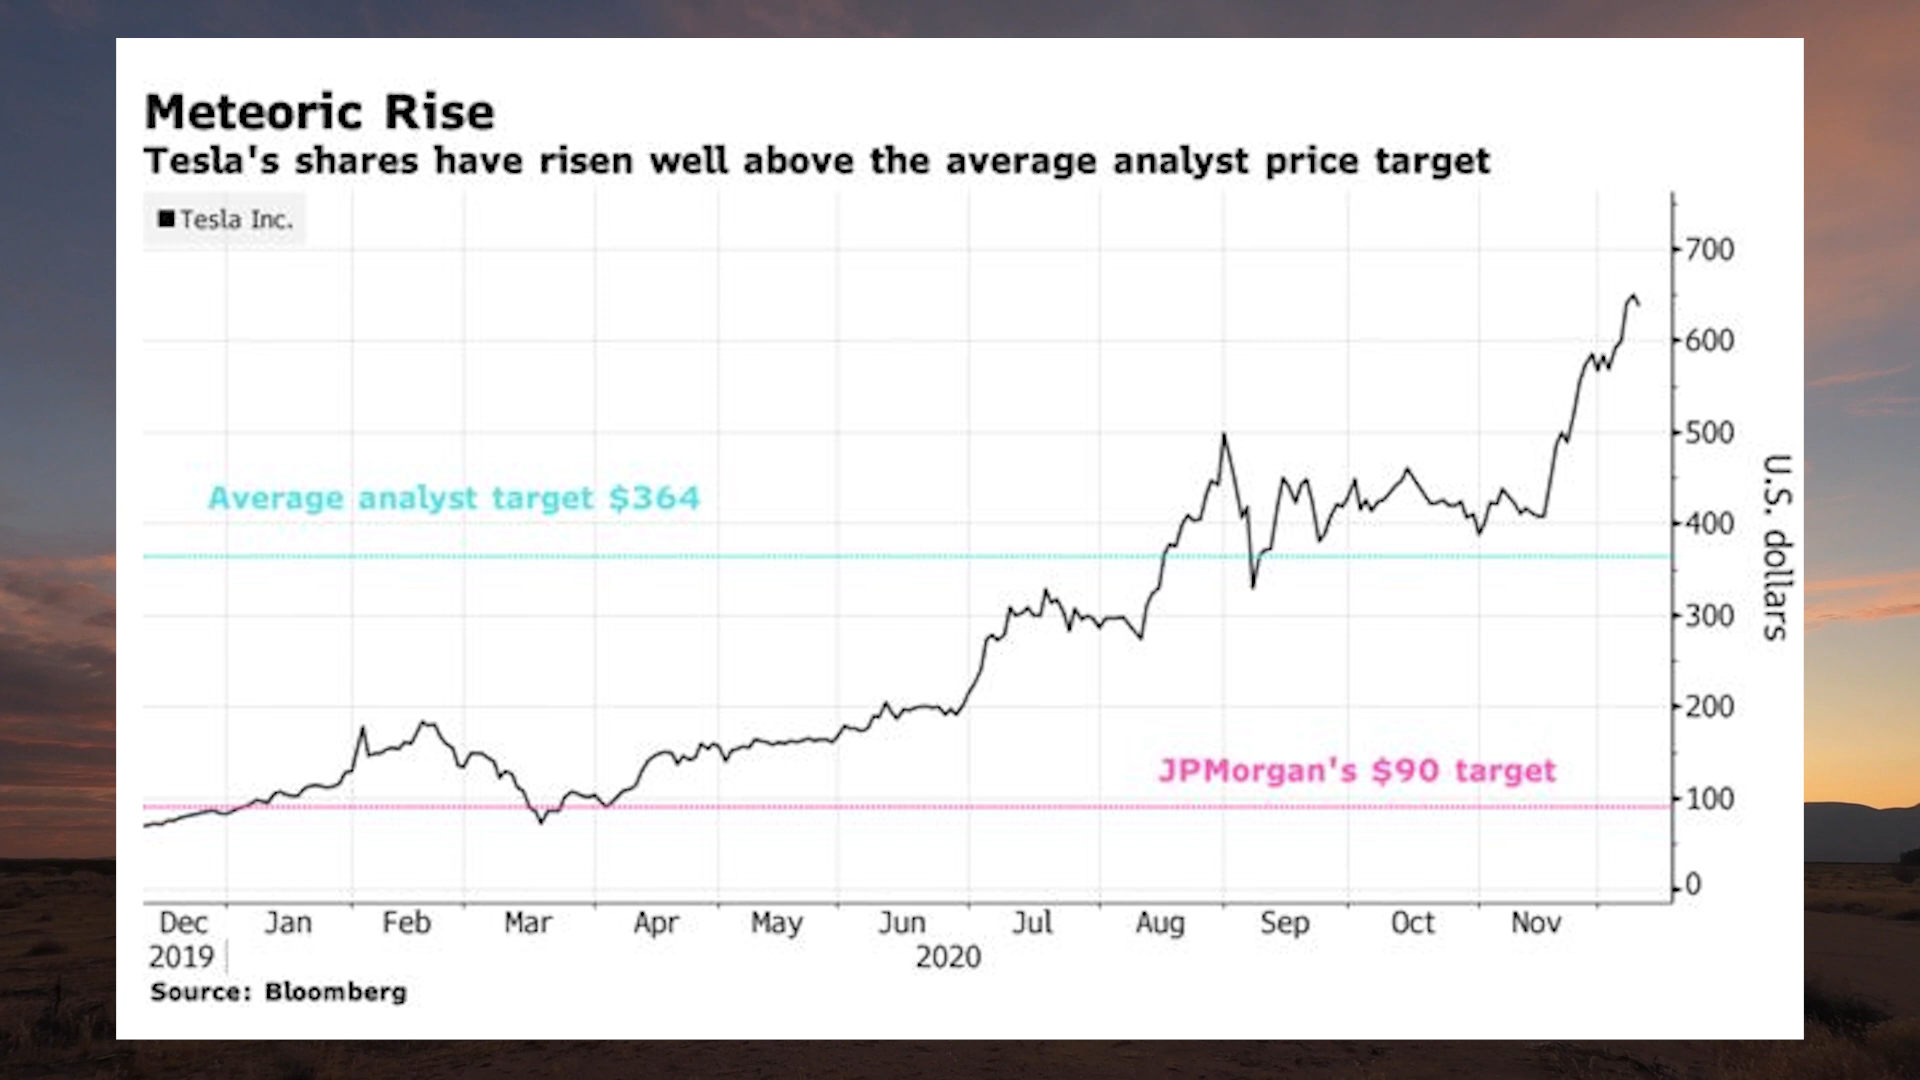 Meteoric Rise
Tesla's shares have risen well above the average analyst price target
Tesla Inc.
700
600
500
400
300
200
100
0
U.S. dollars
Average analyst target $364
JPMorgan's $90 target
Dec Jan Feb Mar Apr May Jun Jul Aug Sep Oct Nov
2019 2020
Source: Bloomberg